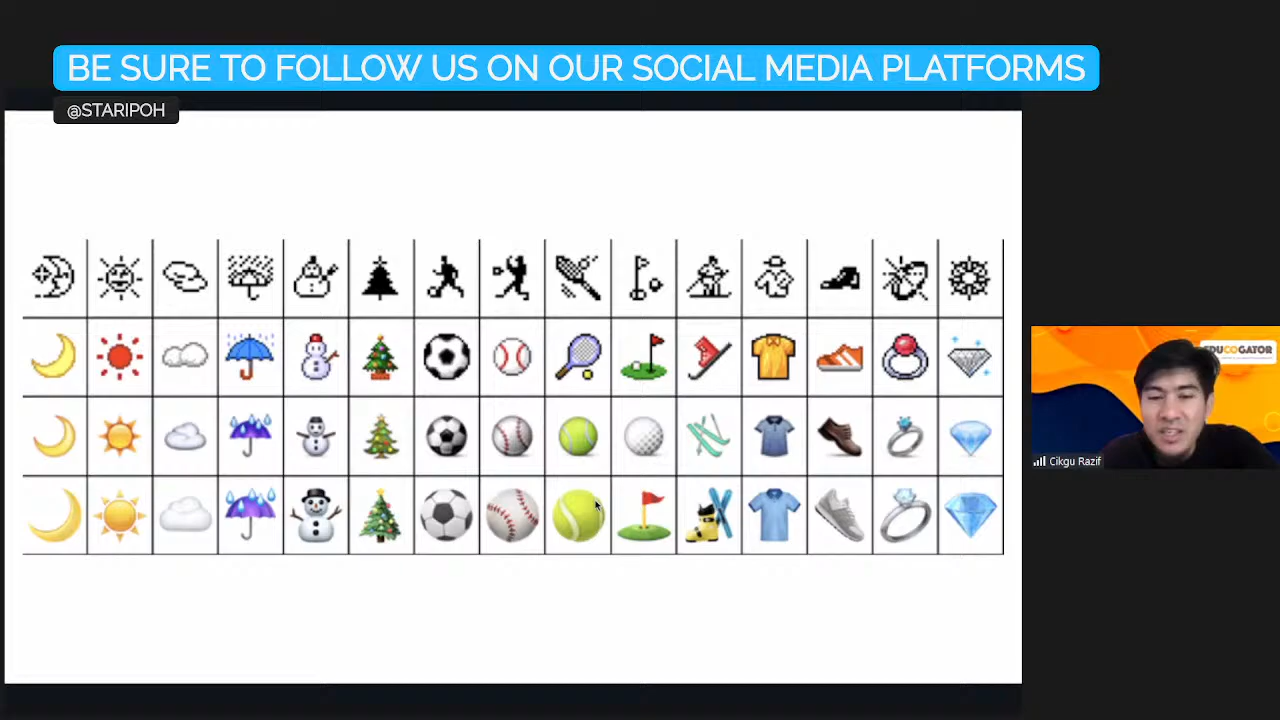 BE SURE TO FOLLOW US ON OUR SOCIAL MEDIA PLATFORMS
@STARIPOH
EDUCOGATOR
Cikgu Razif